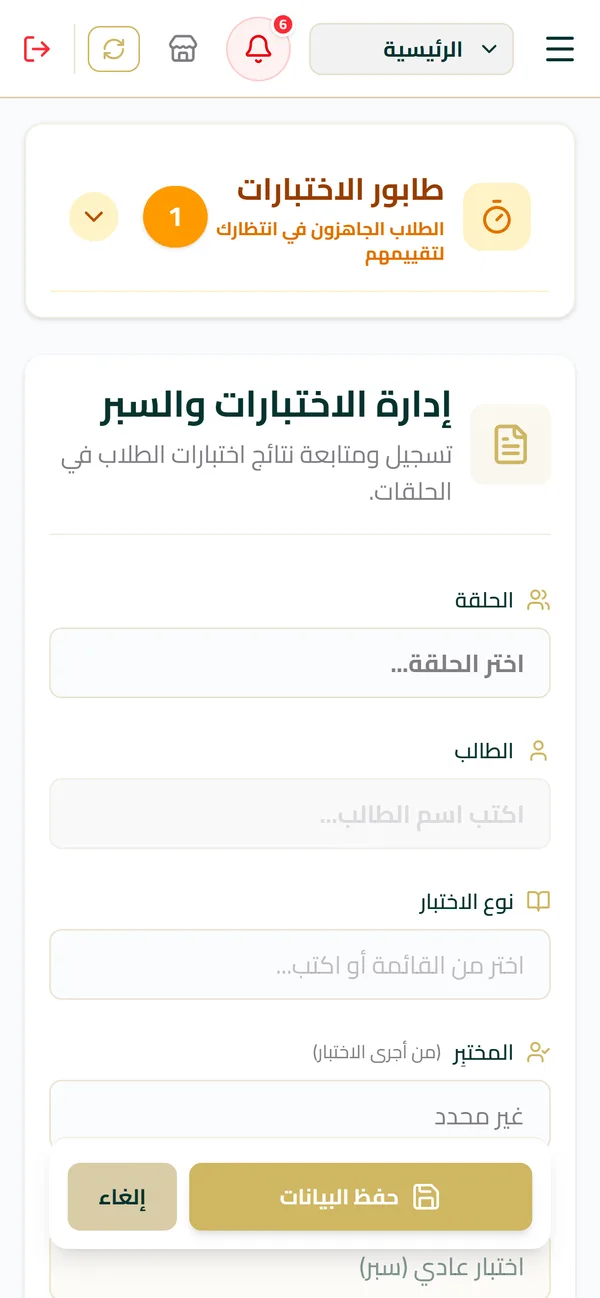 الرئيسية
6
طابور الاختبارات
الطلاب الجاهزون في انتظارك
لتقييمهم
1
إدارة الاختبارات والسبر
تسجيل ومتابعة نتائج اختبارات الطلاب في
الحلقات.
الحلقة
اختر الحلقة...
الطالب
اكتب اسم الطالب...
نوع الاختبار
اختر من القائمة أو اكتب...
المختبِر (من أجرى الاختبار)
غير محدد
حفظ البيانات
إلغاء
اختبار عادي (سبر)